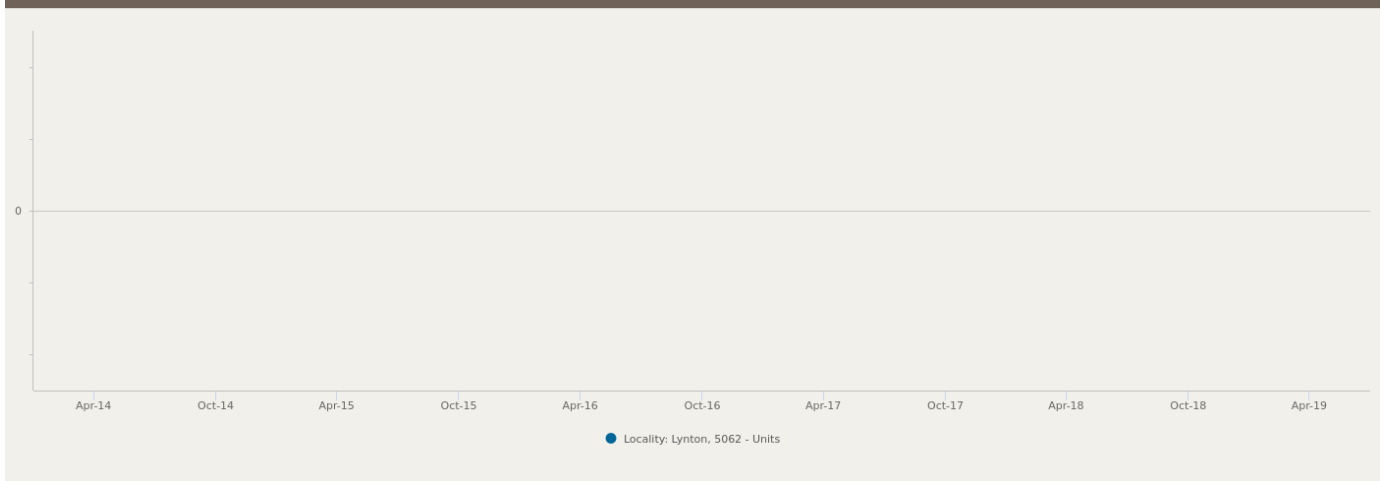 0
Apr-14 Oct-14 Apr-15 Oct-15 Apr-16 Oct-16 Apr-17 Oct-17 Apr-18 Oct-18 Apr-19
Locality: Lynton, 5062 - Units